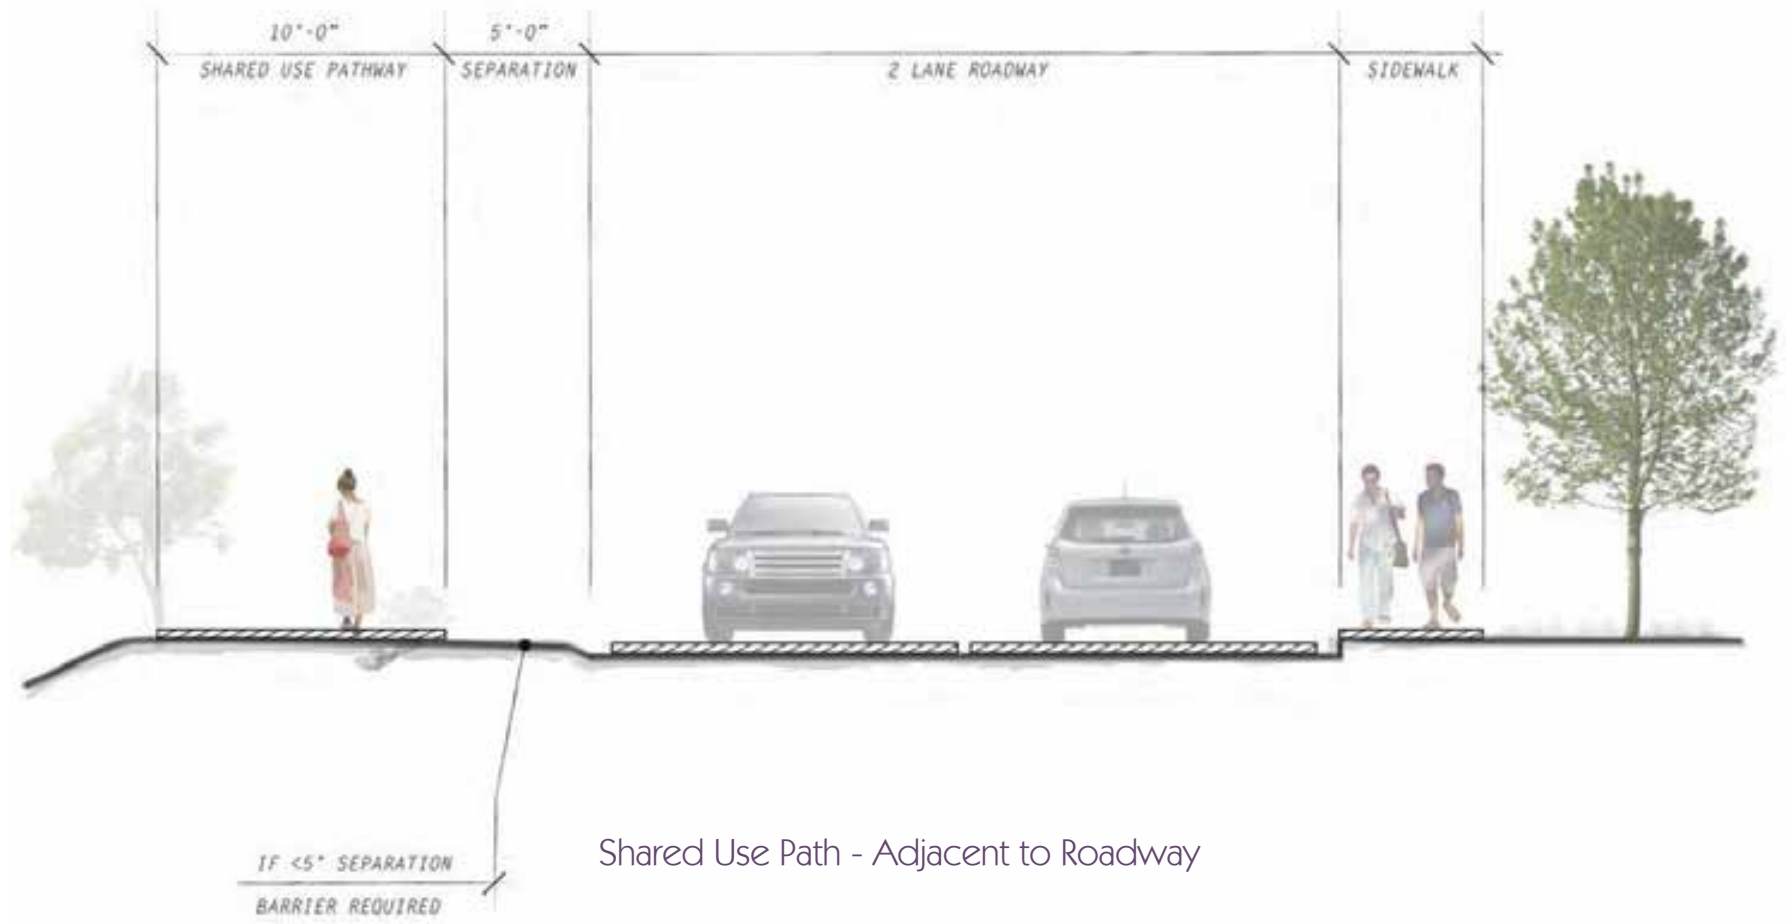 10'-0"
5'-0"
SHARED USE PATHWAY
SEPARATION
2 LANE ROADWAY
SIDEWALK
IF <5' SEPARATION
BARRIER REQUIRED
Shared Use Path - Adjacent to Roadway